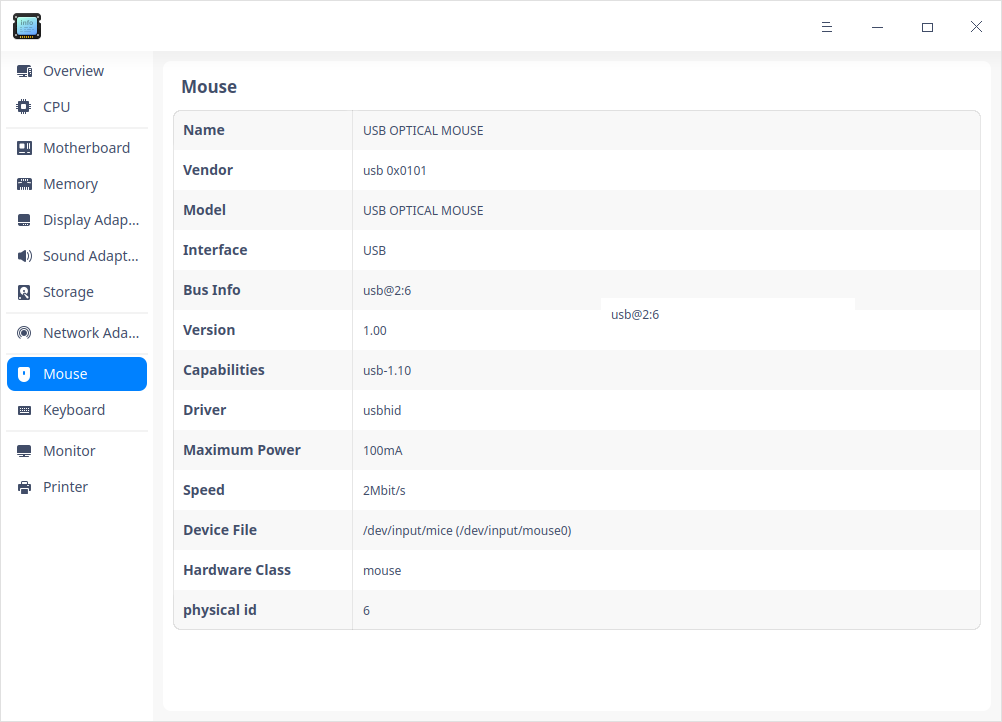 info
Overview
CPU
Motherboard
Memory
Display Adap...
Sound Adapt...
Storage
Network Ada...
Mouse
Keyboard
Monitor
Printer
Mouse
Name USB OPTICAL MOUSE
Vendor usb 0x0101
Model USB OPTICAL MOUSE
Interface USB
Bus Info usb@2:6
usb@2:6
Version 1.00
Capabilities usb-1.10
Driver usbhid
Maximum Power 100mA
Speed 2Mbit/s
Device File /dev/input/mice (/dev/input/mouse0)
Hardware Class mouse
physical id 6